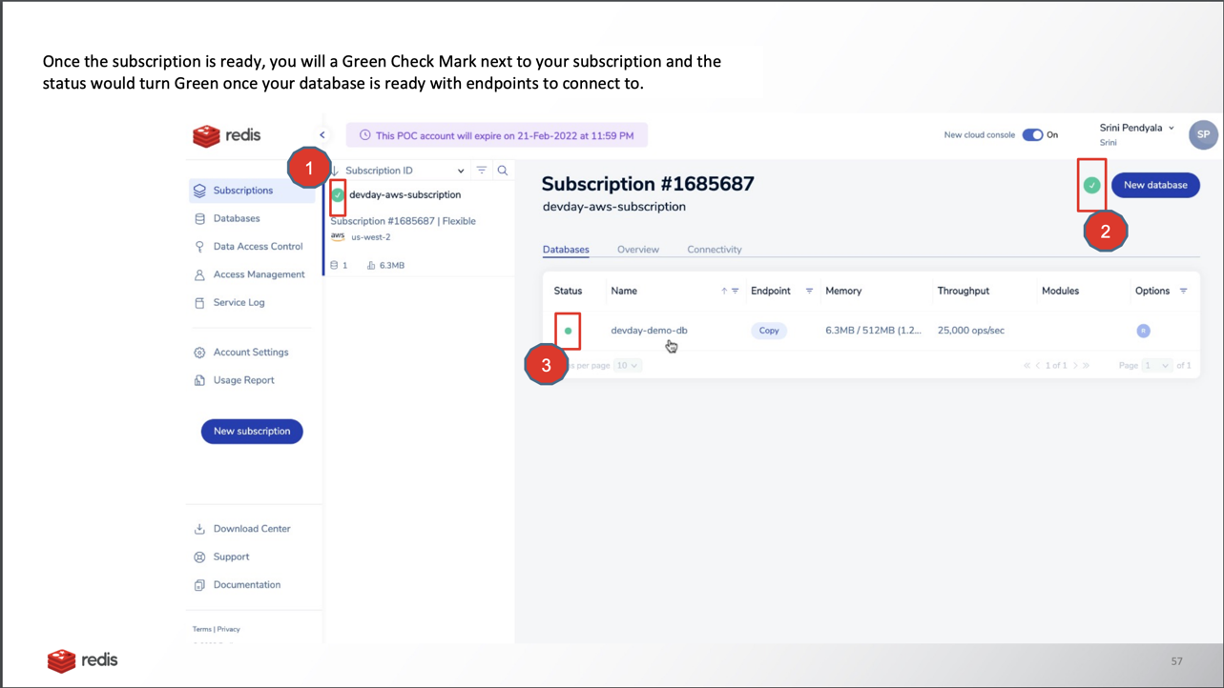 Once the subscription is ready, you will a Green Check Mark next to your subscription and the
status would turn Green once your database is ready with endpoints to connect to.
redis
This POC account will expire on 21-Feb-2022 at 11:59 PM
New cloud console On
Srini Pendyala
Srini
SP
1
Subscription ID
Subscriptions
Databases
Data Access Control
Access Management
Service Log
Account Settings
Usage Report
New subscription
Download Center
Support
Documentation
Terms | Privacy
devday-aws-subscription
Subscription #1685687 | Flexible
aws us-west-2
1 6.3MB
Subscription #1685687
devday-aws-subscription
New database
2
Databases Overview Connectivity
Status Name Endpoint Memory Throughput Modules Options
devday-demo-db Copy 6.3MB / 512MB (1.2... 25,000 ops/sec R
3
per page 10 1 of 1 Page 1 of 1
redis
57